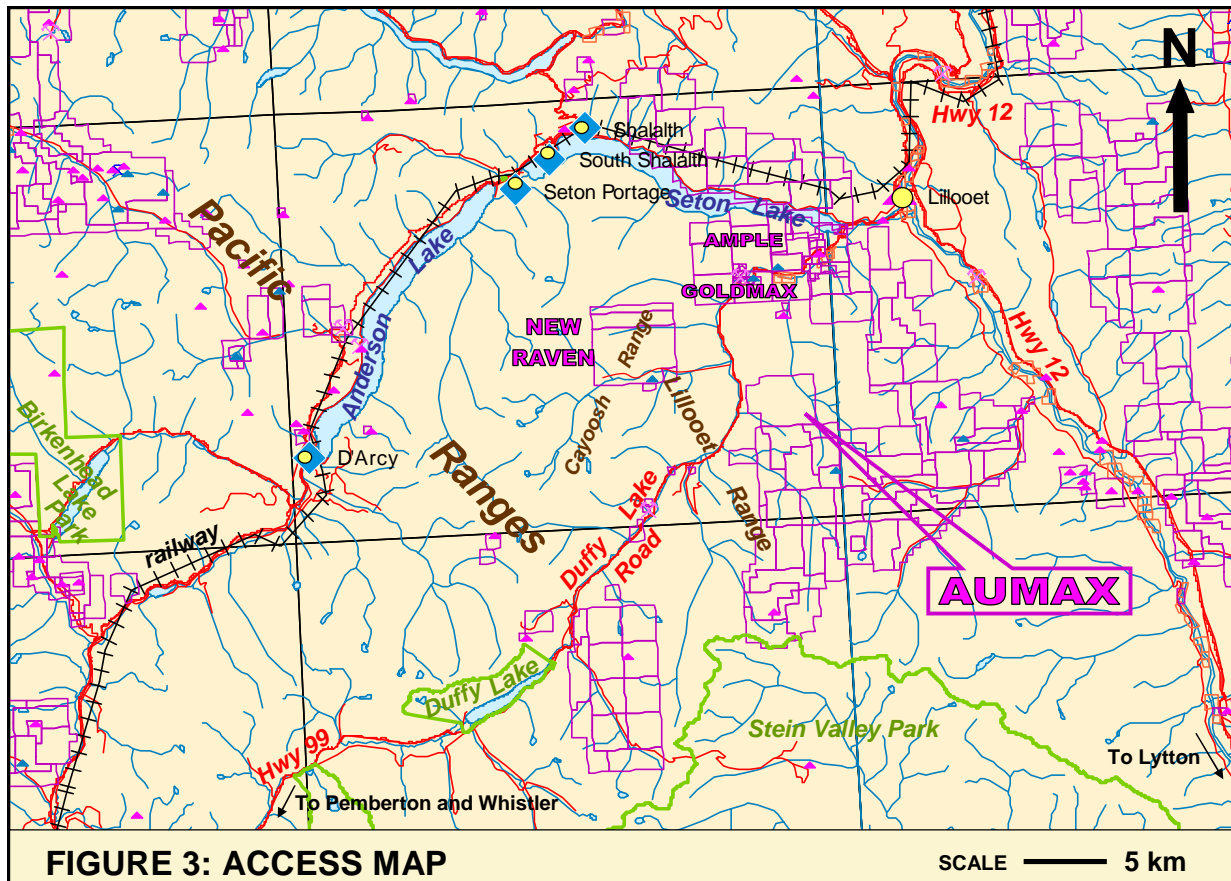 N
Hwy 12
Shalalth
South Shalalth
Seton Portage
Lillooet
Seton Lake
Pacific
Ranges
AMPLE
GOLDMAX
Anderson Lake
NEW
RAVEN
Cayoosh Range
Hwy 12
Lillooett Range
D'Arcy
Birkenhead
Lake
Park
railway
Duffy Lake
Road
AUMAX
Duffy Lake
Stein Valley Park
Hwy 99
To Lytton
To Pemberton and Whistler
FIGURE 3: ACCESS MAP
SCALE
5 km